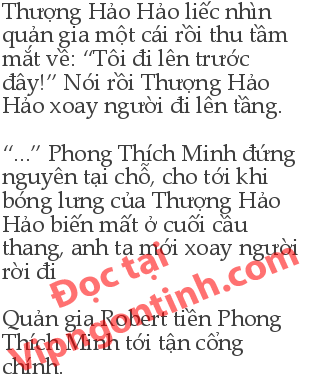 Thượng Hảo Hảo liếc nhìn
quản gia một cái rồi thu tầm
mắt về: “Tôi đi lên trước
đây!” Nói rồi Thượng Hảo
Hảo xoay người đi lên tầng.
“...” Phong Thích Minh đứng
nguyên tại chỗ, cho tới khi
bóng lưng của Thượng Hảo
Hảo biến mất ở cuối cầu
thang, anh ta mới xoay người
rời đi
Đọc tại
Vipngontinh.com
Quản gia Robert tiễn Phong
Thích Minh tới tận cổng
chính.